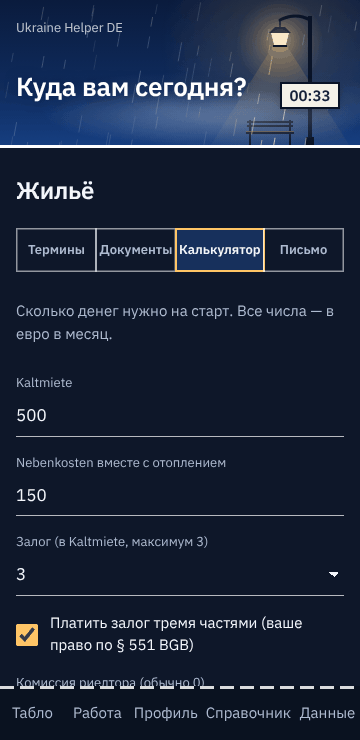 Ukraine Helper DE
Куда вам сегодня?
00:33
Жильё
Термины Документы Калькулятор Письмо
Сколько денег нужно на старт. Все числа — в
евро в месяц.
Kaltmiete
500
Nebenkosten вместе с отоплением
150
Залог (в Kaltmiete, максимум 3)
3
Платить залог тремя частями (ваше
право по § 551 BGB)
Комиссия риелтора (обычно 0)
Табло Работа Профиль Справочник Данные